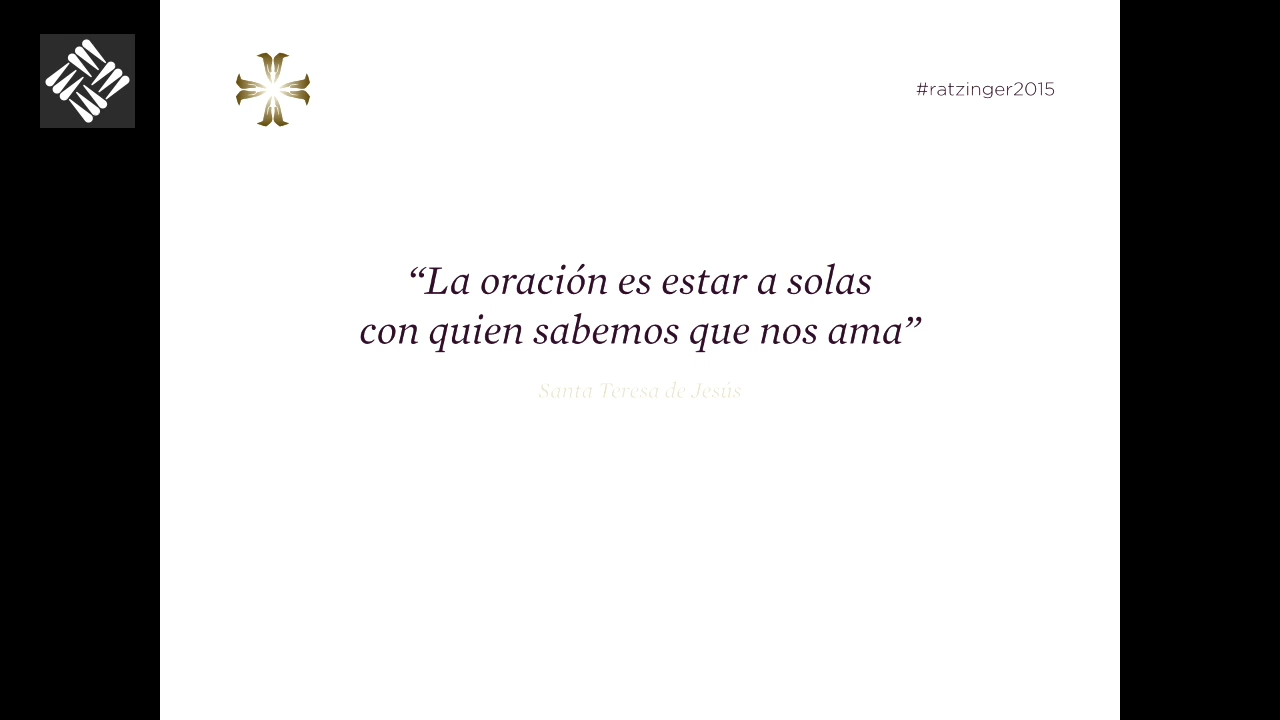 #ratzinger2015
“La oración es estar a solas
con quien sabemos que nos ama”
Santa Teresa de Jesús